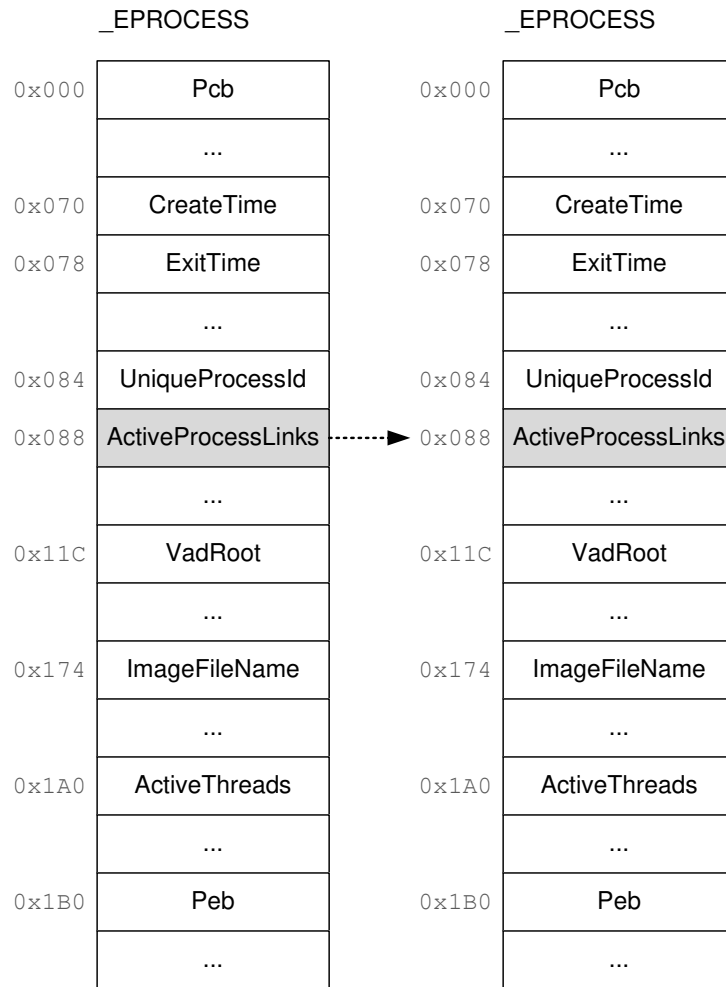 _EPROCESS _EPROCESS
0x000 Pcb 0x000 Pcb
... ...
0x070 CreateTime 0x070 CreateTime
0x078 ExitTime 0x078 ExitTime
... ...
0x084 UniqueProcessId 0x084 UniqueProcessId
0x088 ActiveProcessLinks 0x088 ActiveProcessLinks
... ...
0x11C VadRoot 0x11C VadRoot
... ...
0x174 ImageFileName 0x174 ImageFileName
... ...
0x1A0 ActiveThreads 0x1A0 ActiveThreads
... ...
0x1B0 Peb 0x1B0 Peb
... ...